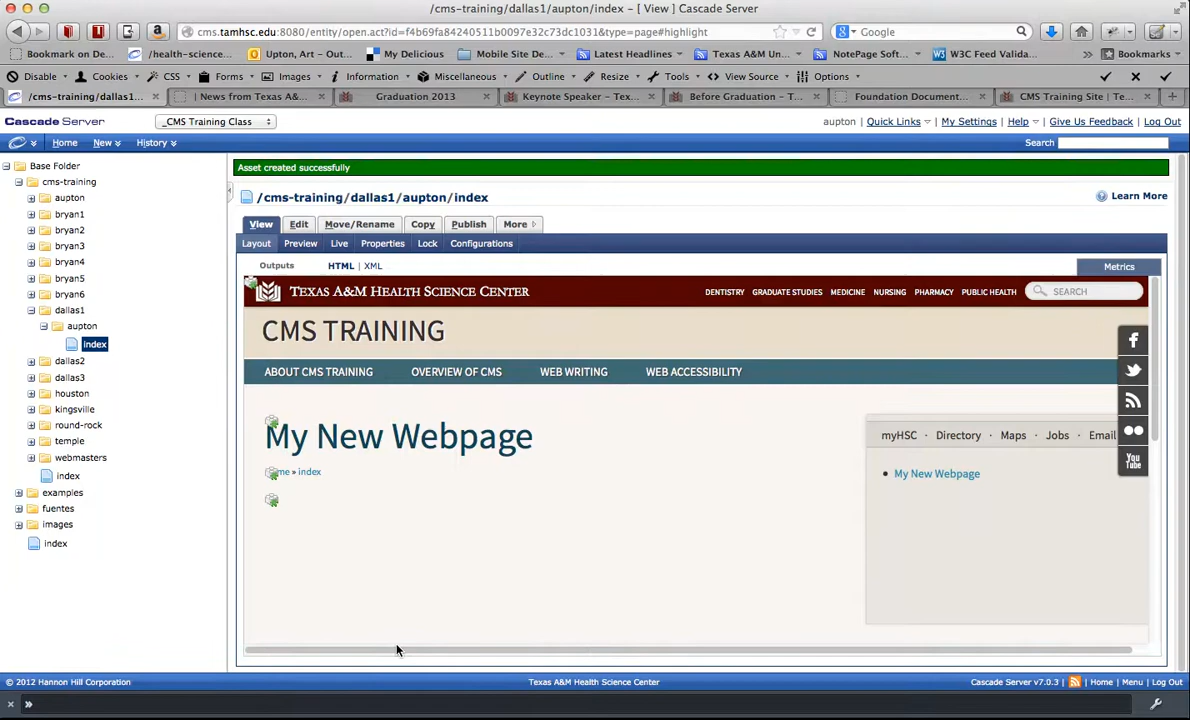 /cms-training/dallas1/aupton/index - [ View ] Cascade Server
cms.tamhsc.edu:8080/entity/open.act?id=f4b69fa84240511b0097e32c73dc1031&type=page#highlight
Google
Bookmark on De...
/health-science...
Upton, Art - Outl...
My Delicious
Mobile Site De...
Latest Headlines
Texas A&M Un...
NotePage Soft...
W3C Feed Valida...
»
Bookmarks
Disable
Cookies
CSS
Forms
Images
Information
Miscellaneous
Outline
Resize
Tools
View Source
Options
/cms-training/dallas1...
| News from Texas A&...
Graduation 2013
Keynote Speaker – Tex...
Before Graduation – T...
Foundation Document...
CMS Training Site | Te...
Cascade Server
_CMS Training Class
aupton, Quick Links
My Settings
Help
Give Us Feedback
Log Out
Home
New
History
Search
Base Folder
cms-training
aupton
bryan1
bryan2
bryan3
bryan4
bryan5
bryan6
dallas1
aupton
index
dallas2
dallas3
houston
kingsville
round-rock
temple
webmasters
index
examples
fuentes
images
index
Asset created successfully
/cms-training/dallas1/aupton/index
Learn More
View
Edit
Move/Rename
Copy
Publish
More
Layout
Preview
Live
Properties
Lock
Configurations
Outputs
HTML | XML
Metrics
TEXAS A&M HEALTH SCIENCE CENTER
DENTISTRY
GRADUATE STUDIES
MEDICINE
NURSING
PHARMACY
PUBLIC HEALTH
SEARCH
CMS TRAINING
ABOUT CMS TRAINING
OVERVIEW OF CMS
WEB WRITING
WEB ACCESSIBILITY
My New Webpage
» index
myHSC · Directory · Maps · Jobs · Email
My New Webpage
You Tube
© 2012 Hannon Hill Corporation
Texas A&M Health Science Center
Cascade Server v7.0.3 | | Home | Menu | Log Out
»